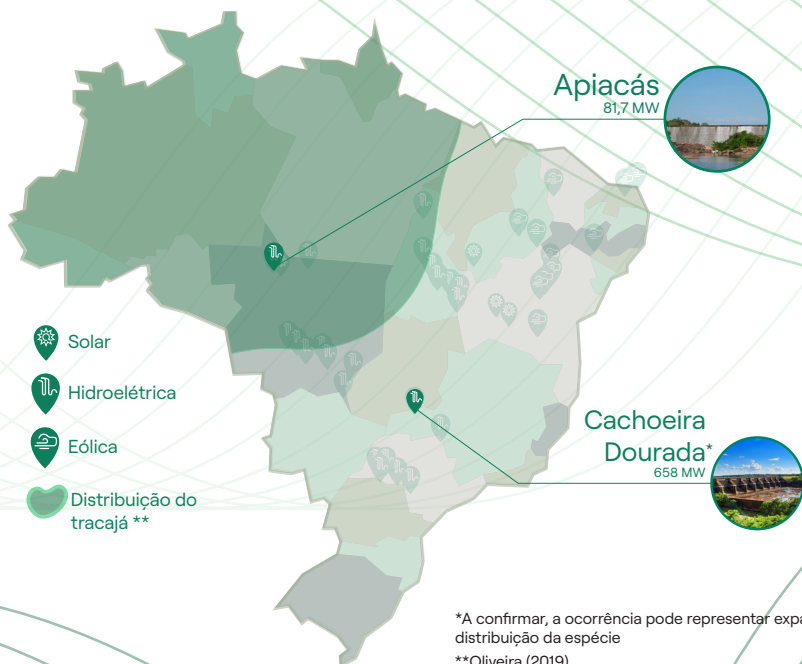 Apiacás
81,7 MW
Solar
Hidroelétrica
Eólica
Distribuição do
tracajá **
Cachoeira
Dourada*
658 MW
*A confirmar, a ocorrência pode representar
distribuição da espécie
**Oliveira (2019)